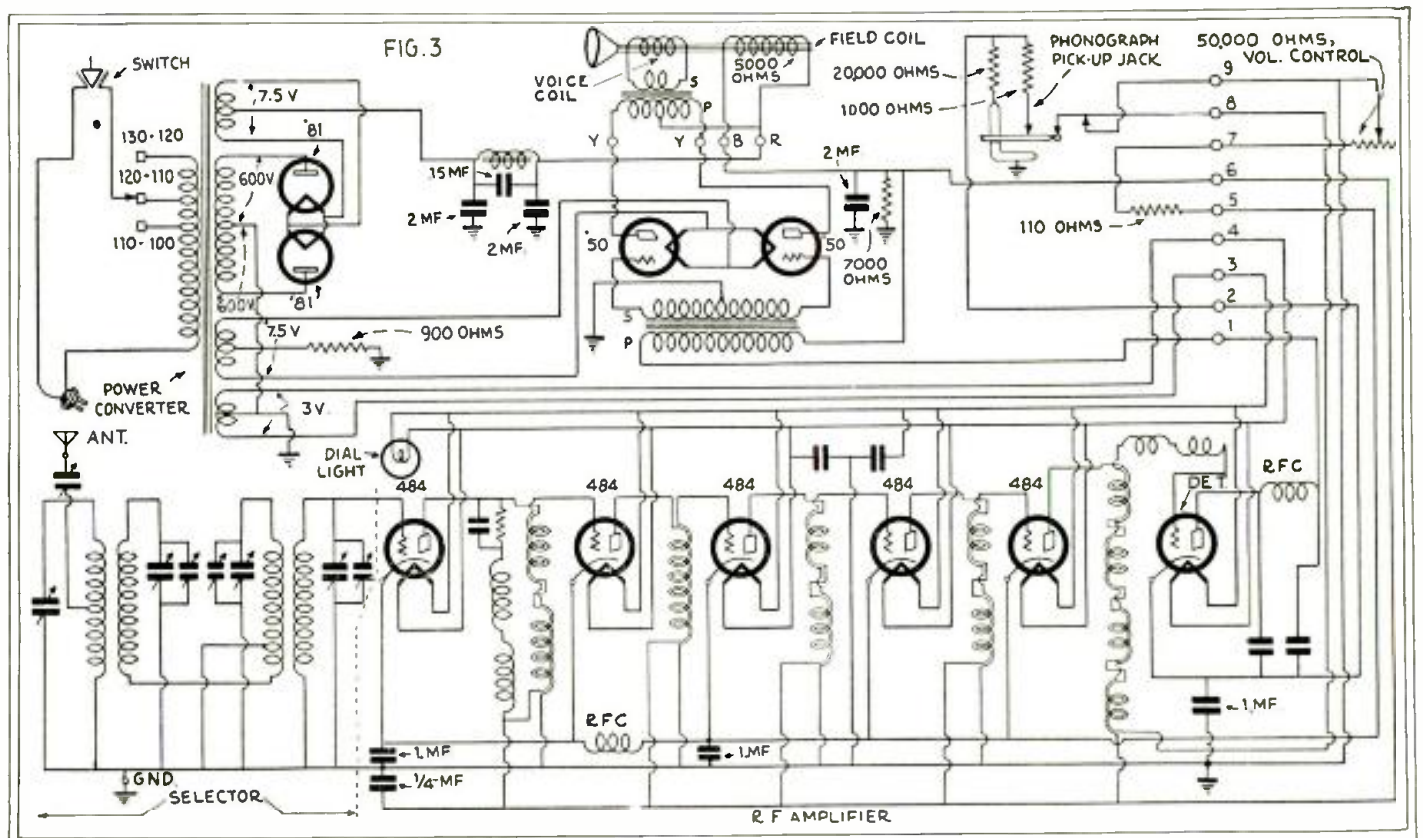 FIG.3
SWITCH
130-120
120-110
110-100
7.5 V
'81
600V
600V
'81
7.5V
900 OHMS
POWER
CONVERTER
3 V
ANT.
DIAL
LIGHT
.15 MF
2 MF
2 MF.
VOICE
COIL
S
P
FIELD COIL
5000
OHMS
Y
Y
B
R
'50
50
2 MF
7000
OHMS
S
P
20,000 OHMS
1000 OHMS
PHONOGRAPH
PICK-UP JACK
50,000 OHMS,
VOL. CONTROL
9
8
7
6
5
4
3
2
1
110 OHMS
484
484
484
484
484
DET.
RFC
RFC
1.MF
1/4-MF
1.MF
1.MF
GND.
SELECTOR
R F AMPLIFIER